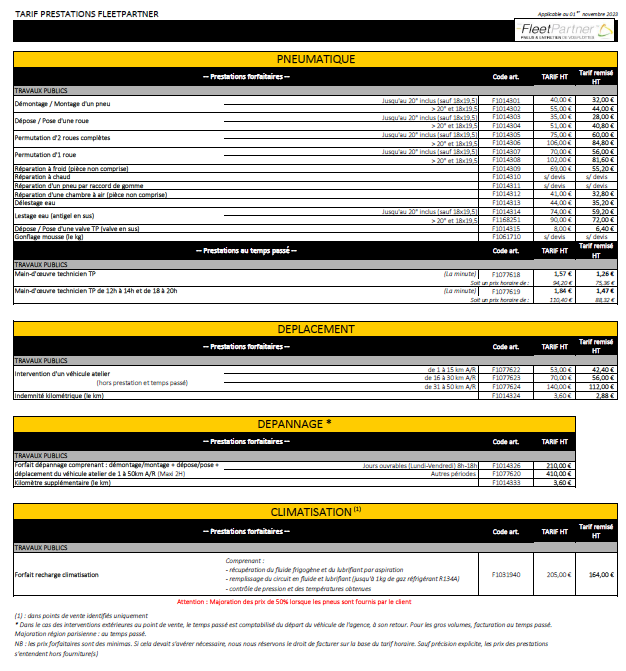 TARIF PRESTATIONS FLEETPARTNER
Applicable au 01er novembre 2023
FleetPartner
PNEUS & ENTRETIEN DE VOS FLOTTES
PNEUMATIQUE
-- Prestations forfaitaires -- Code art. TARIF HT Tarif remisé HT
TRAVAUX PUBLICS
Démontage / Montage d'un pneu Jusqu'au 20" inclus (sauf 18x19,5) F1014301 40,00 € 32,00 €
> 20" et 18x19,5 F1014302 55,00 € 44,00 €
Dépose / Pose d'une roue Jusqu'au 20" inclus (sauf 18x19,5) F1014303 35,00 € 28,00 €
> 20" et 18x19,5 F1014304 51,00 € 40,80 €
Permutation d'2 roues complètes Jusqu'au 20" inclus (sauf 18x19,5) F1014305 75,00 € 60,00 €
> 20" et 18x19,5 F1014306 106,00 € 84,80 €
Permutation d'1 roue Jusqu'au 20" inclus (sauf 18x19,5) F1014307 70,00 € 56,00 €
> 20" et 18x19,5 F1014308 102,00 € 81,60 €
Réparation à froid (pièce non comprise) F1014309 69,00 € 55,20 €
Réparation à chaud F1014310 s/ devis s/ devis
Réparation d'un pneu par raccord de gomme F1014311 s/ devis s/ devis
Réparation d'une chambre à air (pièce non comprise) F1014312 41,00 € 32,80 €
Délestage eau F1014313 44,00 € 35,20 €
Lestage eau (antigel en sus) Jusqu'au 20" inclus (sauf 18x19,5) F1014314 74,00 € 59,20 €
> 20" et 18x19,5 F1168251 90,00 € 72,00 €
Dépose / Pose d'une valve TP (valve en sus) F1014315 8,00 € 6,40 €
Gonflage mousse (le kg) F1061710 s/ devis s/ devis
-- Prestations au temps passé -- Code art. TARIF HT Tarif remisé HT
TRAVAUX PUBLICS
Main-d'œuvre technicien TP (La minute) F1077618 1,57 € 1,26 €
Soit un prix horaire de : 94,20 € 75,36 €
Main-d'œuvre technicien TP de 12h à 14h et de 18 à 20h (La minute) F1077619 1,84 € 1,47 €
Soit un prix horaire de : 110,40 € 88,32 €
DEPLACEMENT
-- Prestations forfaitaires -- Code art. TARIF HT Tarif remisé HT
TRAVAUX PUBLICS
Intervention d'un véhicule atelier de 1 à 15 km A/R F1077622 53,00 € 42,40 €
(hors prestation et temps passé) de 16 à 30 km A/R F1077623 70,00 € 56,00 €
de 31 à 50 km A/R F1077624 140,00 € 112,00 €
Indemnité kilométrique (le km) F1014324 3,60 € 2,88 €
DEPANNAGE *
-- Prestations forfaitaires -- Code art. TARIF HT
TRAVAUX PUBLICS
Forfait dépannage comprenant : démontage/montage + dépose/pose + Jours ouvrables (Lundi-Vendredi) 8h-18h F1014326 210,00 €
déplacement du véhicule atelier de 1 à 50km A/R (Maxi 2H) Autres périodes F1077620 410,00 €
Kilomètre supplémentaire (le km) F1014333 3,60 €
CLIMATISATION (1)
-- Prestations forfaitaires -- Code art. TARIF HT Tarif remisé HT
TRAVAUX PUBLICS
Comprenant :
- récupération du fluide frigogène et du lubrifiant par aspiration
Forfait recharge climatisation - remplissage du circuit en fluide et lubrifiant (jusqu'à 1kg de gaz réfrigérant R134A) F1031940 205,00 € 164,00 €
- contrôle de pression et des températures obtenues
Attention : Majoration des prix de 50% lorsque les pneus sont fournis par le client
(1) : dans points de vente identifiés uniquement
* Dans le cas des interventions extérieures au point de vente, le temps passé est comptabilisé du départ du véhicule de l'agence, à son retour. Pour les gros volumes, facturation au temps passé.
Majoration région parisienne : au temps passé.
NB : les prix forfaitaires sont des minimas. Si cela devait s'avérer nécessaire, nous nous réservons le droit de facturer sur la base du tarif horaire. Sauf précision explicite, les prix des prestations
s'entendent hors fourniture(s)